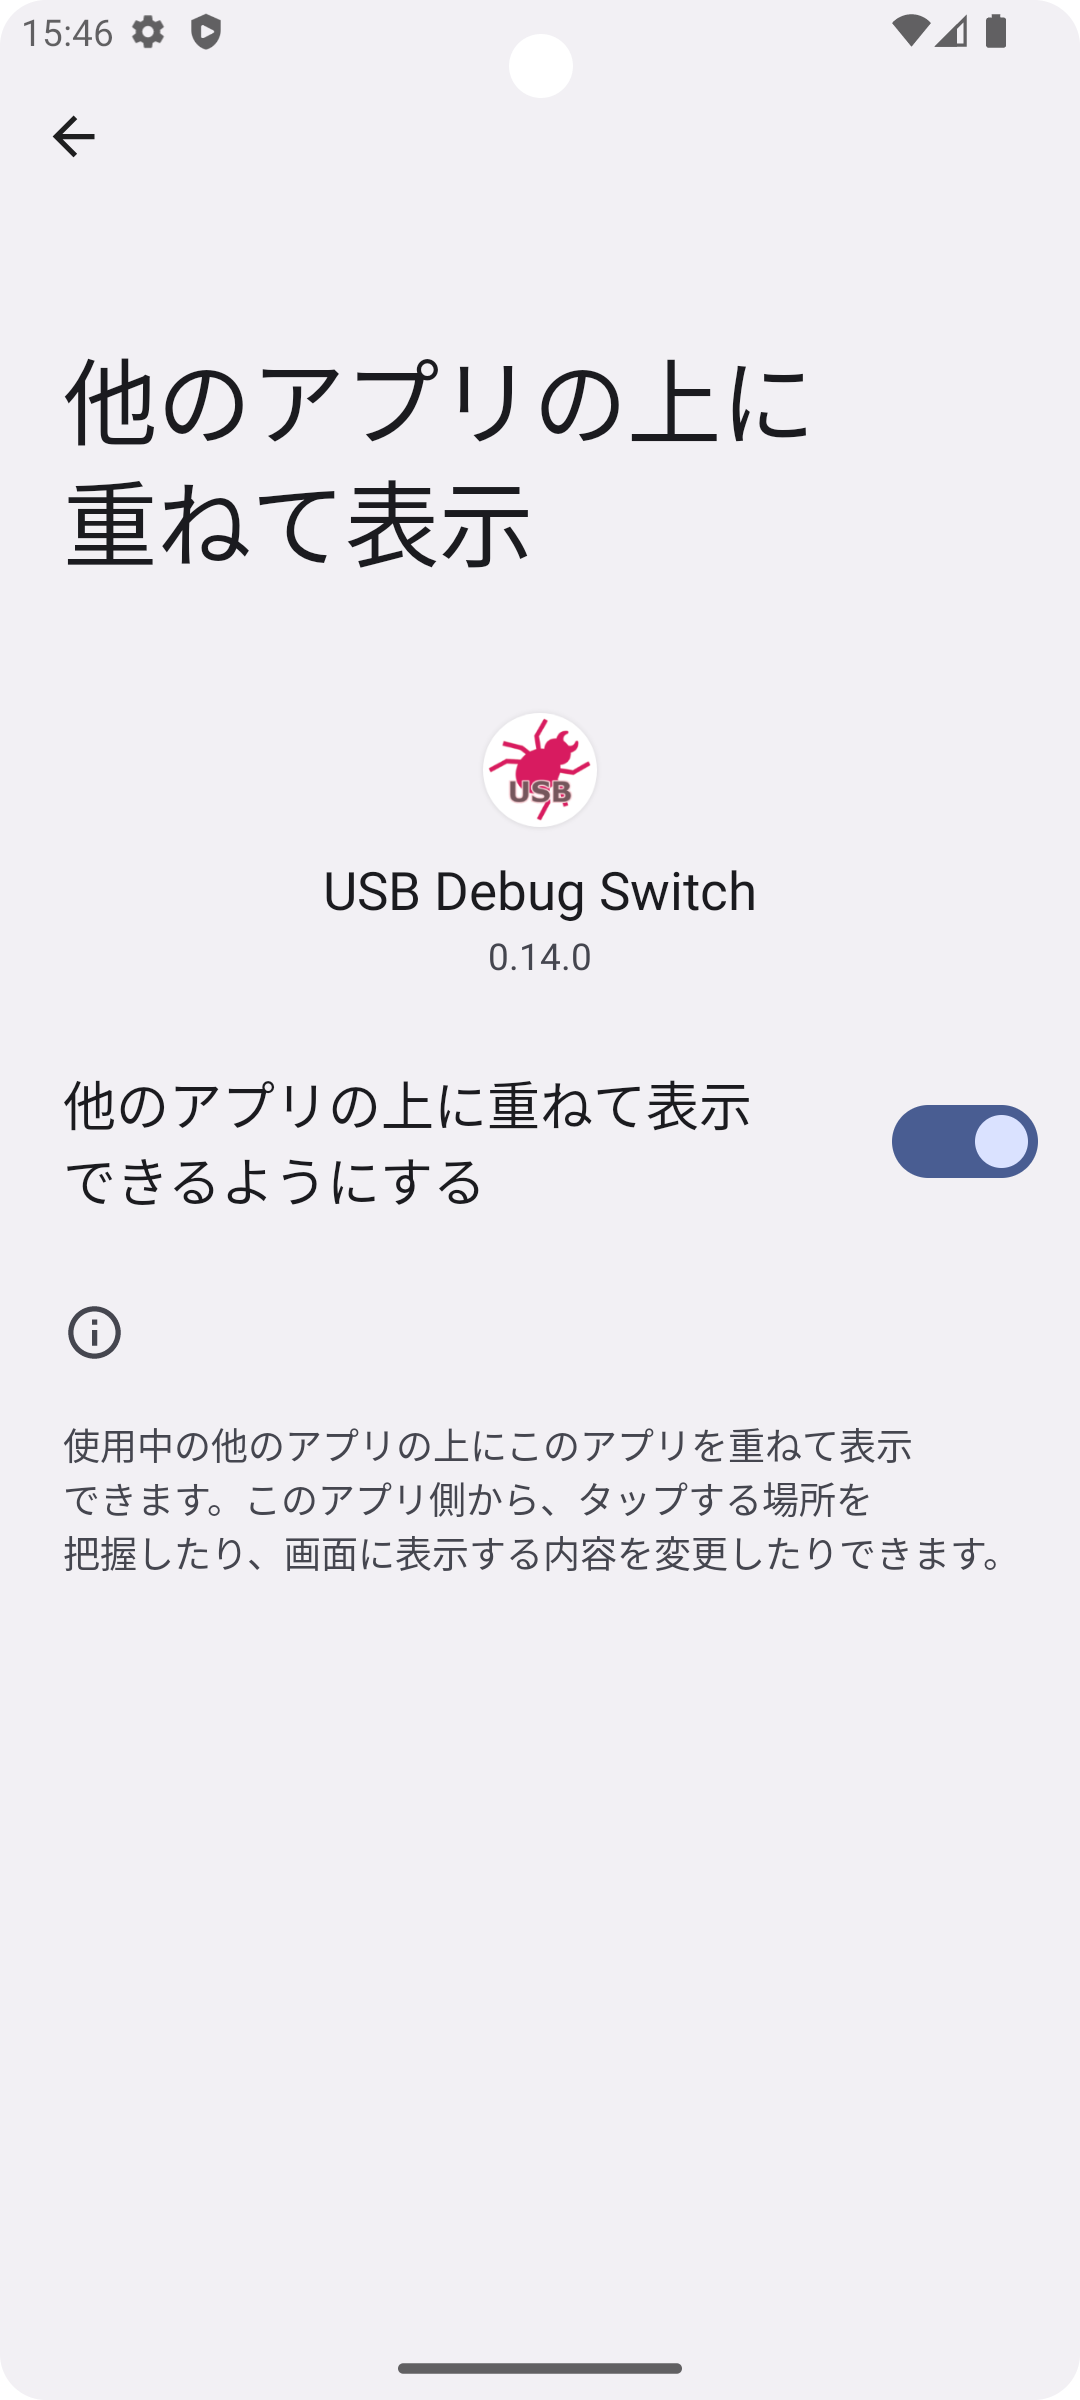 15:46
他のアプリの上に
重ねて表示
USB
USB Debug Switch
0.14.0
他のアプリの上に重ねて表示
できるようにする
使用中の他のアプリの上にこのアプリを重ねて表示
できます。このアプリ側から、タップする場所を
把握したり、画面に表示する内容を変更したりできます。